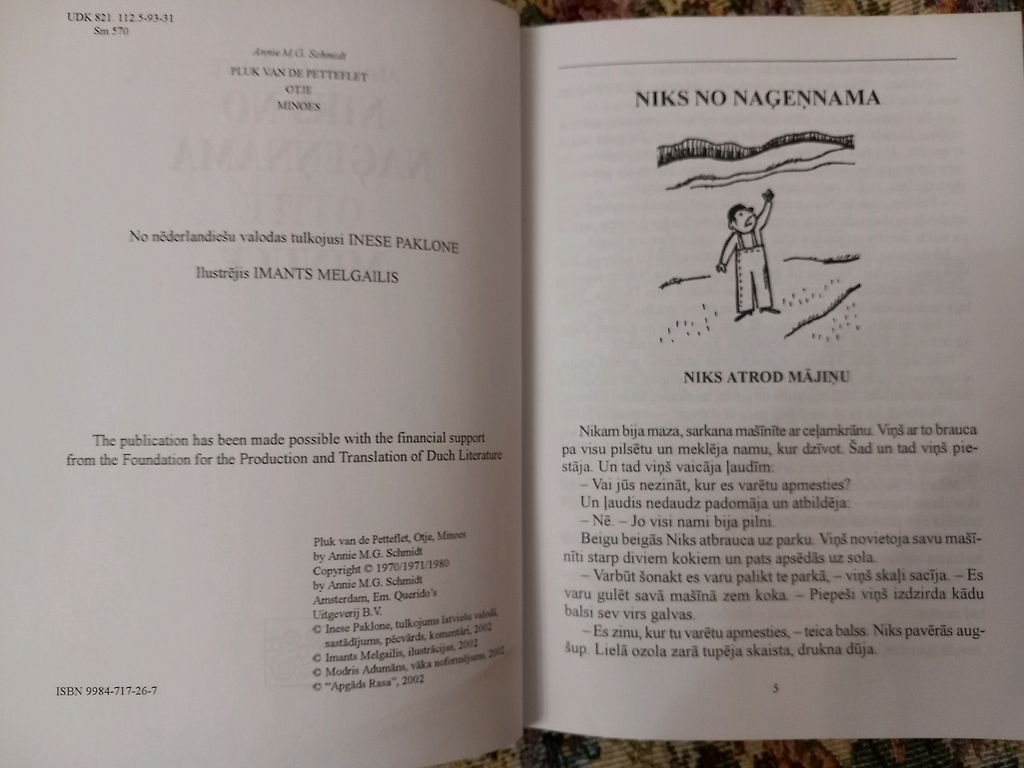 UDK 821. 112.5-93-31
Sm 570
Annie M.G. Schmidt
PLUK VAN DE PETTEFLET
OTJE
MINOES
No nēderlandiešu valodas tulkojusi INESE PAKLONE
Ilustrējis IMANTS MELGAILIS
The publication has been made possible with the financial support
from the Foundation for the Production and Translation of Duch Literature
Pluk van de Petteflet, Otje, Minoes
by Annie M.G. Schmidt
Copyright © 1970/1971/1980
by Annie M.G. Schmidt
Amsterdam, Em. Querido's
Uitgeverij B.V.
© Inese Paklone, tulkojums latviešu valodā,
sastādījums, pēcvārds, komentāri, 2002
© Imants Melgailis, ilustrācijas, 2002
© Modris Adumāns, vāka noformējums, 2002
© "Apgāds Rasa", 2002
ISBN 9984-717-26-7
NIKS NO NAĢEŅNAMA
NIKS ATROD MĀJIŅU
Nikam bija maza, sarkana mašīnīte ar ceļamkrānu. Viņš ar to brauca
pa visu pilsētu un meklēja namu, kur dzīvot. Šad un tad viņš pie-
stāja. Un tad viņš vaicāja ļaudīm:
– Vai jūs nezināt, kur es varētu apmesties?
Un ļaudis nedaudz padomāja un atbildēja:
– Nē. – Jo visi nami bija pilni.
Beigu beigās Niks atbrauca uz parku. Viņš novietoja savu mašī-
nīti starp diviem kokiem un pats apsēdās uz sola.
– Varbūt šonakt es varu palikt te parkā, – viņš skaļi sacīja. – Es
varu gulēt savā mašīnā zem koka. – Piepeši viņš izdzirda kādu
balsi sev virs galvas.
– Es zinu, kur tu varētu apmesties, – teica balss. Niks pavērās aug-
šup. Lielā ozola zarā tupēja skaista, drukna dūja.
5